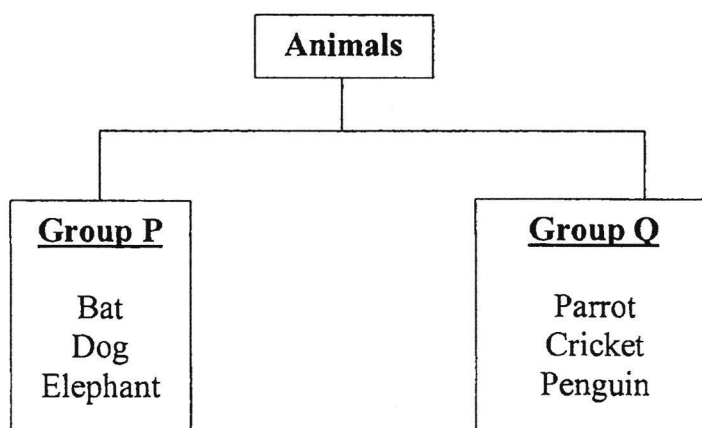 Animals
Group P
Bat
Dog
Elephant
Group Q
Parrot
Cricket
Penguin